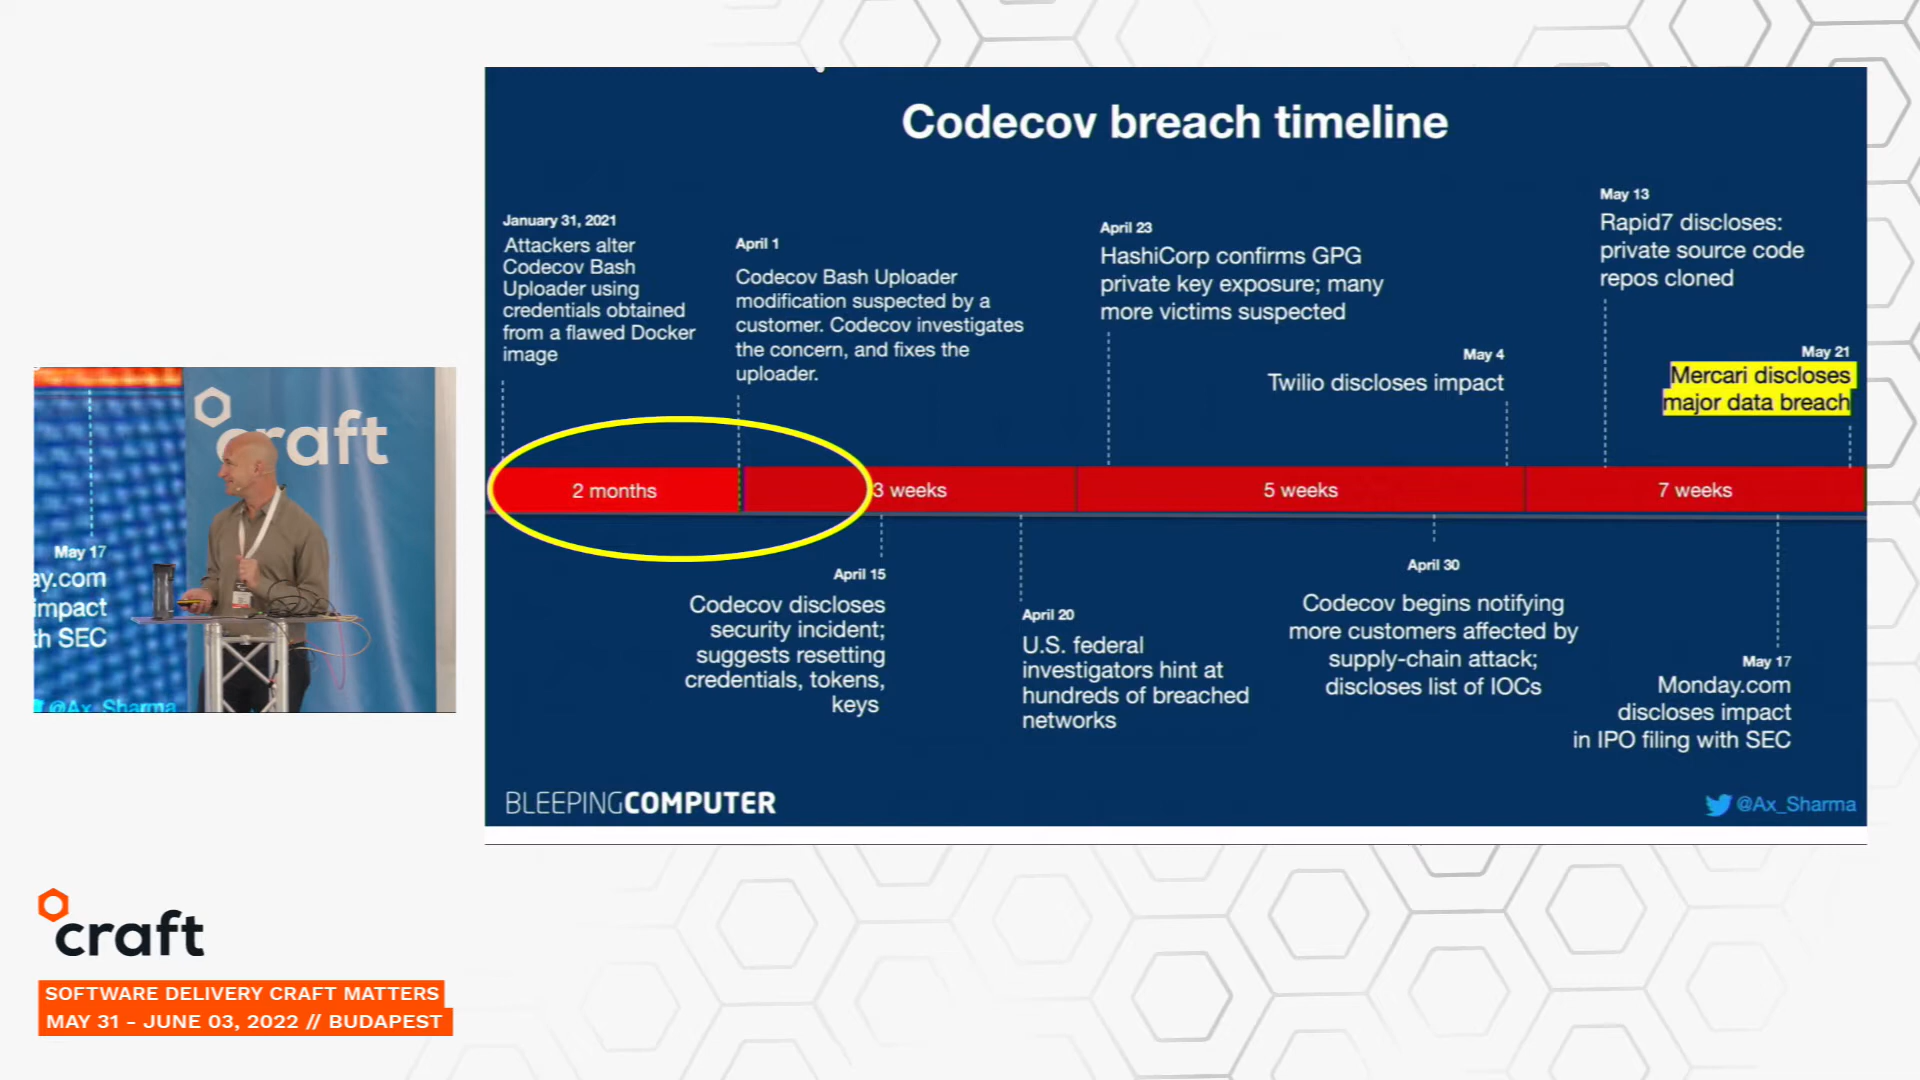 Codecov breach timeline
January 31, 2021
Attackers alter
Codecov Bash
Uploader using
credentials obtained
from a flawed Docker
image
April 1
Codecov Bash Uploader
modification suspected by a
customer. Codecov investigates
the concern, and fixes the
uploader.
April 23
HashiCorp confirms GPG
private key exposure; many
more victims suspected
May 4
Twilio discloses impact
May 13
Rapid7 discloses:
private source code
repos cloned
May 21
Mercari discloses
major data breach
2 months
3 weeks
5 weeks
7 weeks
April 15
Codecov discloses
security incident;
suggests resetting
credentials, tokens,
keys
April 20
U.S. federal
investigators hint at
hundreds of breached
networks
April 30
Codecov begins notifying
more customers affected by
supply-chain attack;
discloses list of IOCs
May 17
Monday.com
discloses impact
in IPO filing with SEC
BLEEPINGCOMPUTER
@Ax_Sharma
craft
May 17
ay.com
impact
th SEC
@Ax_Sharma
craft
SOFTWARE DELIVERY CRAFT MATTERS
MAY 31 - JUNE 03, 2022 // BUDAPEST